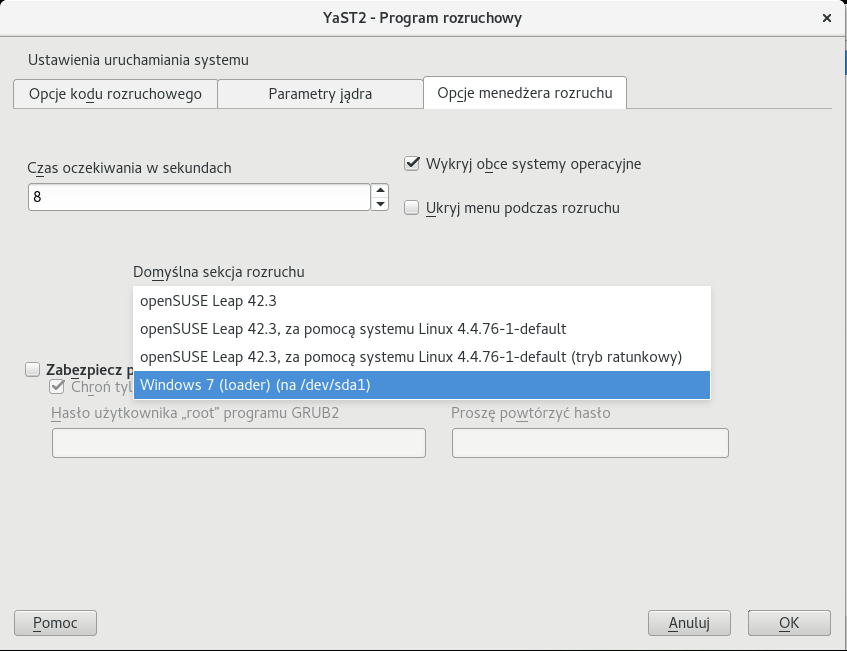 YaST2 - Program rozruchowy
Ustawienia uruchamiania systemu
Opcje kodu rozruchowego
Parametry jądra
Opcje menedżera rozruchu
Czas oczekiwania w sekundach
Wykryj obce systemy operacyjne
8
Ukryj menu podczas rozruchu
Domyślna sekcja rozruchu
openSUSE Leap 42.3
openSUSE Leap 42.3, za pomocą systemu Linux 4.4.76-1-default
openSUSE Leap 42.3, za pomocą systemu Linux 4.4.76-1-default (tryb ratunkowy)
Zabezpiecz p
Windows 7 (loader) (na /dev/sda1)
Chroń tyl
Hasło użytkownika „root” programu GRUB2
Proszę powtórzyć hasło
Pomoc
Anuluj
OK